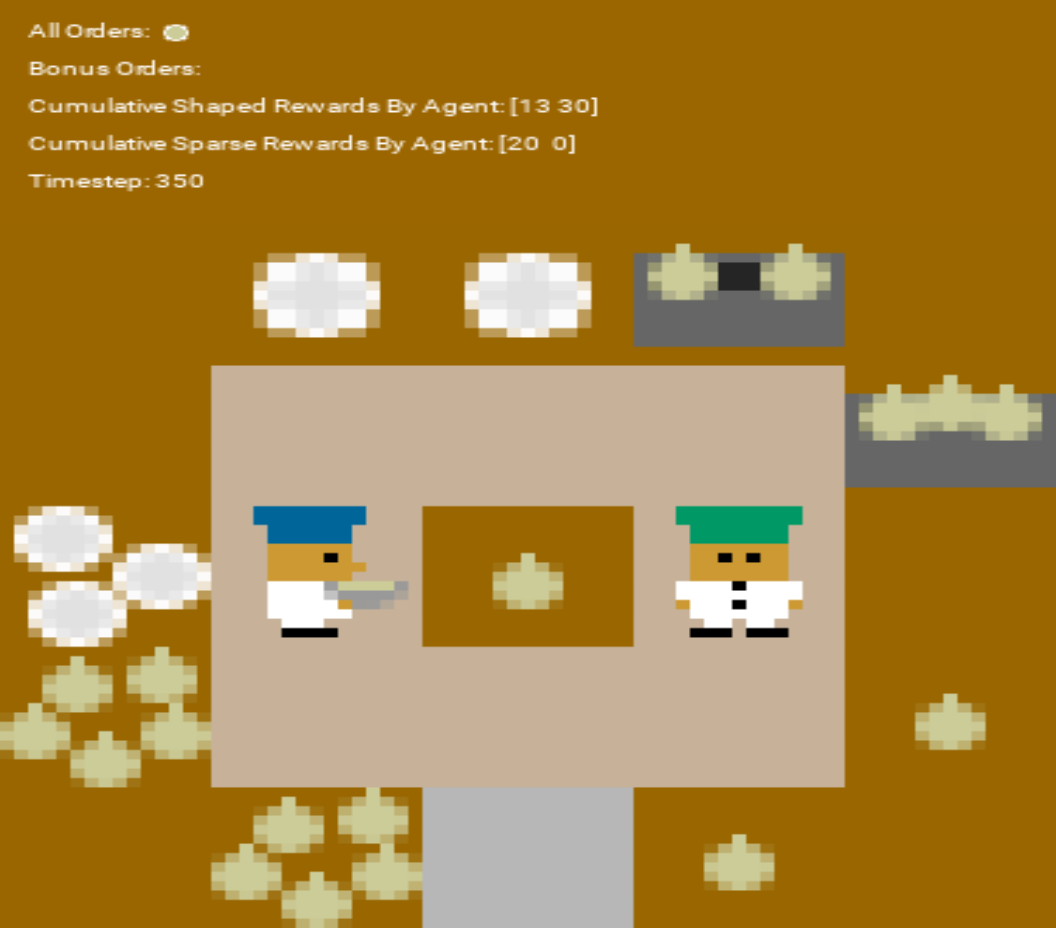 All Orders:
Bonus Orders:
Cumulative Shaped Rewards By Agent: [13 30]
Cumulative Sparse Rewards By Agent: [20 0]
Timestep: 350